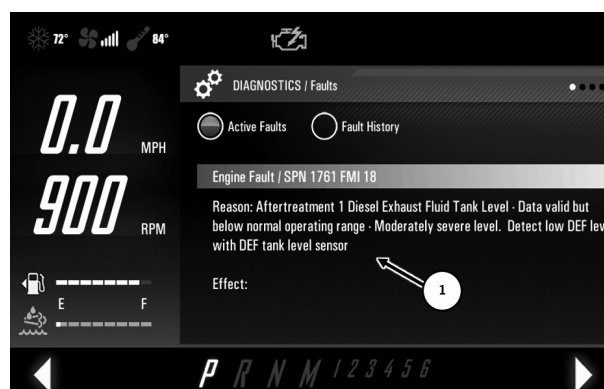 72°
84°
DIAGNOSTICS / Faults
Active Faults
Fault History
0.0 MPH
Engine Fault / SPN 1761 FMI 18
900 RPM
Reason: Aftertreatment 1 Diesel Exhaust Fluid Tank Level - Data valid but
below normal operating range - Moderately severe level. Detect low DEF lev
with DEF tank level sensor
Effect:
1
E F
P R N M 1 2 3 4 5 6